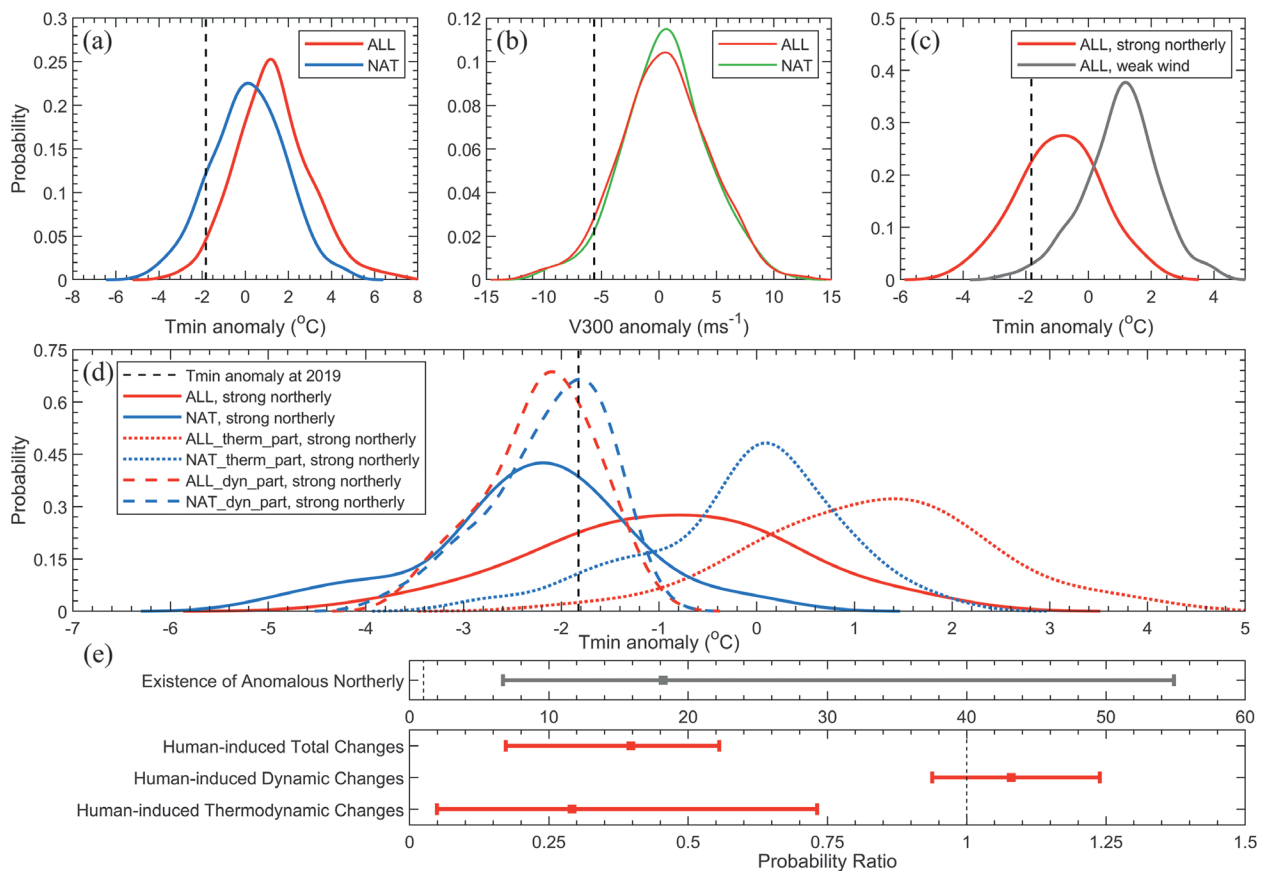 (a)
ALL
NAT
0.3
0.25
0.2
0.15
0.1
0.05
0
-8 -6 -4 -2 0 2 4 6 8
Probability
Tmin anomaly (°C)
(b)
ALL
NAT
0.12
0.10
0.08
0.06
0.04
0.02
0
-15 -10 -5 0 5 10 15
V300 anomaly (ms-1)
(c)
ALL, strong northerly
ALL, weak wind
0.5
0.4
0.3
0.2
0.1
0
-6 -4 -2 0 2 4
Tmin anomaly (°C)
(d)
Tmin anomaly at 2019
ALL, strong northerly
NAT, strong northerly
ALL_therm_part, strong northerly
NAT_therm_part, strong northerly
ALL_dyn_part, strong northerly
NAT_dyn_part, strong northerly
0.75
0.6
0.45
0.3
0.15
0
Probability
-7 -6 -5 -4 -3 -2 -1 0 1 2 3 4 5
Tmin anomaly (°C)
(e)
Existence of Anomalous Northerly
0 10 20 30 40 50 60
Human-induced Total Changes
Human-induced Dynamic Changes
Human-induced Thermodynamic Changes
0 0.25 0.5 0.75 1 1.25 1.5
Probability Ratio